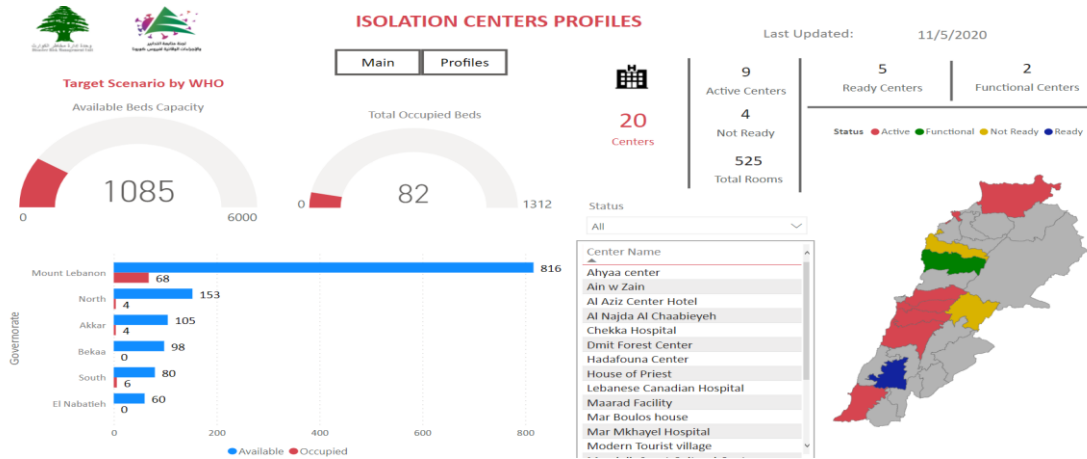 ISOLATION CENTERS PROFILES
Last Updated: 11/5/2020
Main
Profiles
Target Scenario by WHO
Available Beds Capacity
1085
0
6000
Total Occupied Beds
82
0
1312
20
Centers
9
Active Centers
4
Not Ready
525
Total Rooms
5
Ready Centers
2
Functional Centers
Status Active Functional Not Ready Ready
Status
All
Center Name
Ahyaa center
Ain w Zain
Al Aziz Center Hotel
Al Najda Al Chaabieyeh
Chekka Hospital
Dmit Forest Center
Hadafouna Center
House of Priest
Lebanese Canadian Hospital
Maarad Facility
Mar Boulos house
Mar Mkhayel Hospital
Modern Tourist village
Governorate
Mount Lebanon
816
68
North
153
4
Akkar
105
4
Bekaa
98
0
South
80
6
El Nabatieh
60
0
0
200
400
600
800
Available Occupied